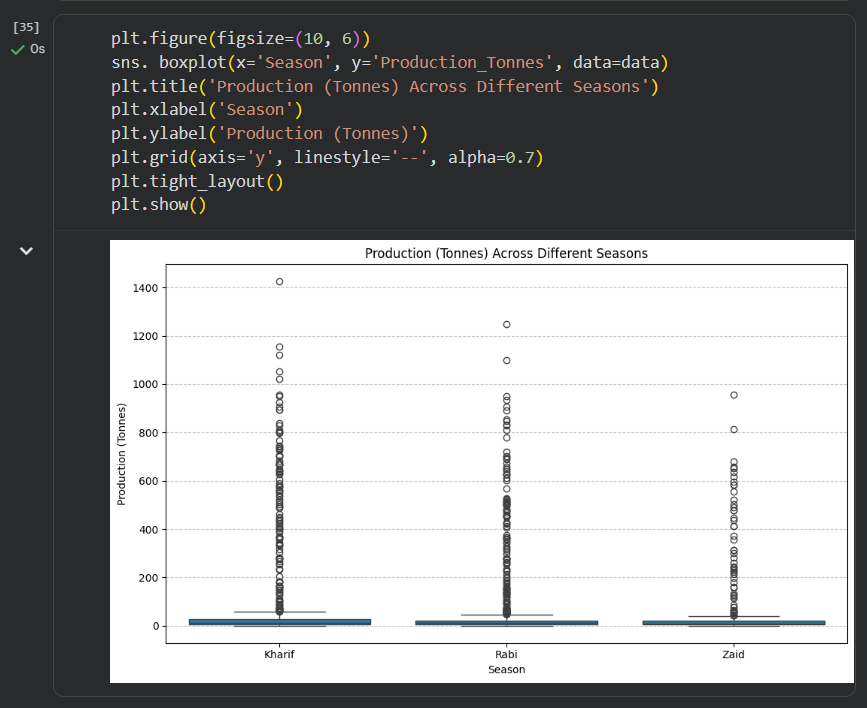 [35]
0s
plt.figure(figsize=(10, 6))
sns. boxplot(x='Season', y='Production_Tonnes', data=data)
plt.title('Production (Tonnes) Across Different Seasons')
plt.xlabel('Season')
plt.ylabel('Production (Tonnes)')
plt.grid(axis='y', linestyle='--', alpha=0.7)
plt.tight_layout()
plt.show()
Production (Tonnes) Across Different Seasons
Production (Tonnes)
1400
1200
1000
800
600
400
200
0
Kharif Rabi Zaid
Season